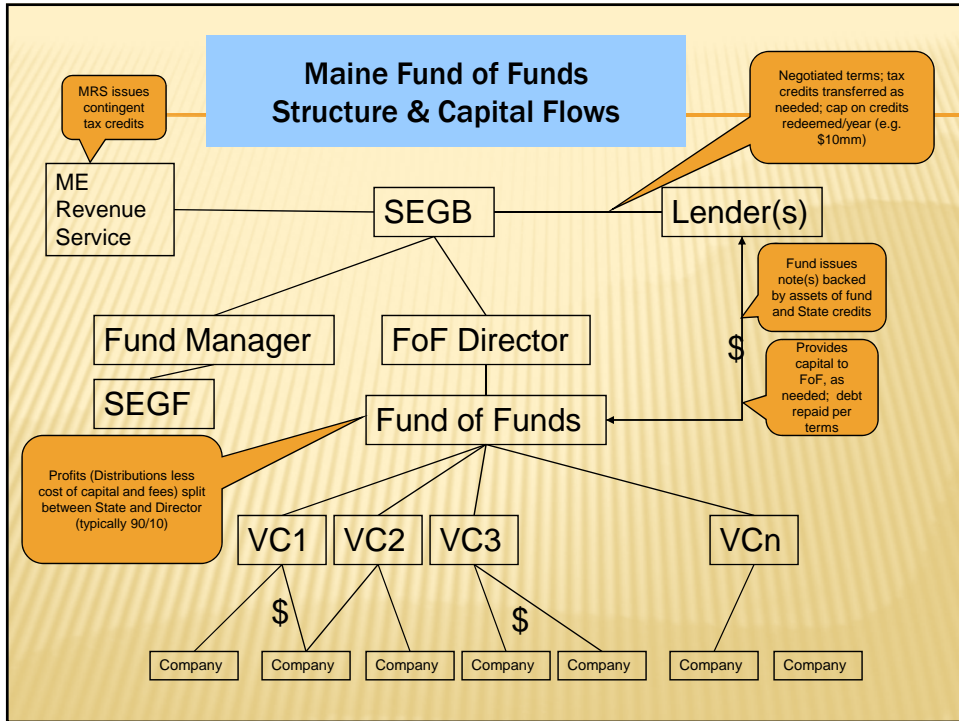 Maine Fund of Funds
Structure & Capital Flows
MRS issues
contingent
tax credits
Negotiated terms; tax
credits transferred as
needed; cap on credits
redeemed/year (e.g.
$10mm)
ME
Revenue
Service
SEGB
Lender(s)
Fund issues
note(s) backed
by assets of fund
and State credits
$
Fund Manager
FoF Director
Provides
capital to
FoF, as
needed; debt
repaid per
terms
SEGF
Fund of Funds
Profits (Distributions less
cost of capital and fees) split
between State and Director
(typically 90/10)
VC1
VC2
VC3
VCn
$
$
Company
Company
Company
Company
Company
Company
Company